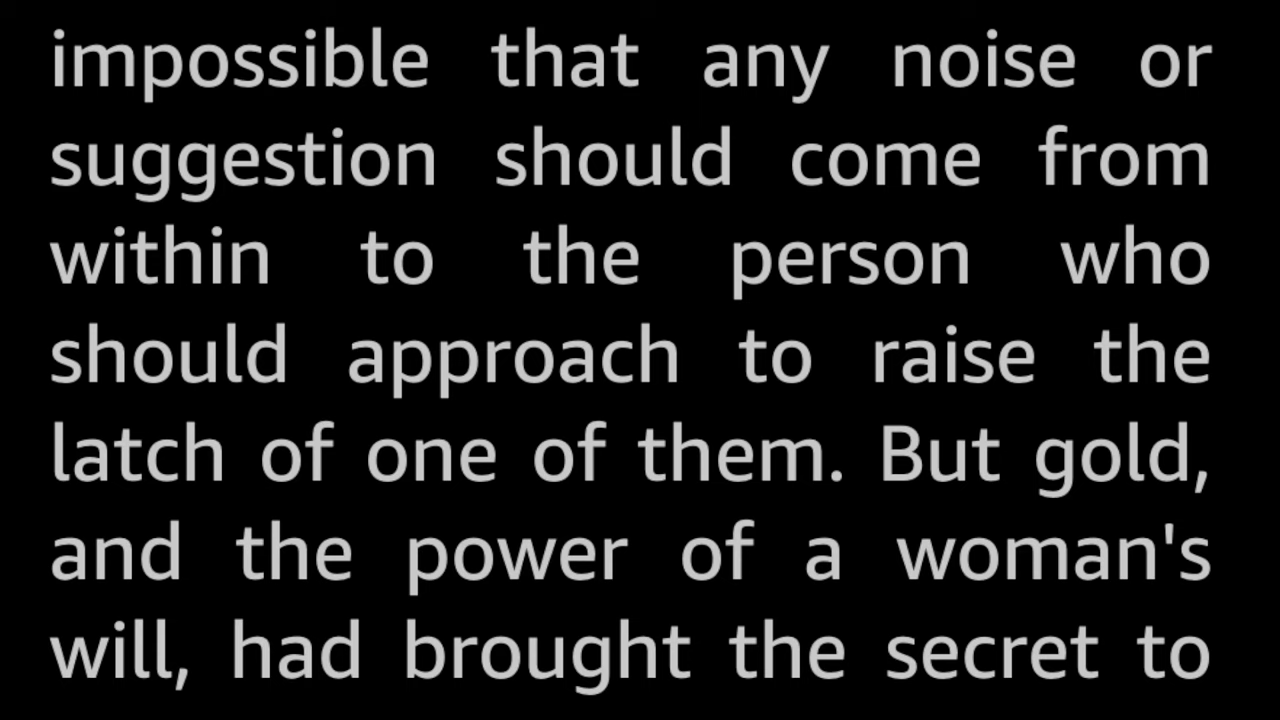 impossible that any noise or
suggestion should come from
within to the person who
should approach to raise the
latch of one of them. But gold,
and the power of a woman's
will, had brought the secret to